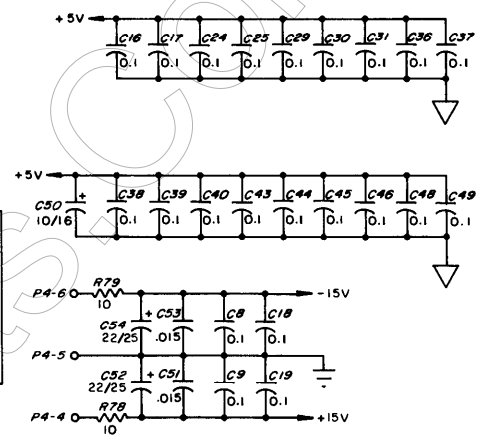 +5V
C16 C17 C24 C25 C29 C30 C31 C36 C37
0.1 0.1 0.1 0.1 0.1 0.1 0.1 0.1 0.1
+5V
+
C50 C38 C39 C40 C43 C44 C45 C46 C48 C49
10/16 0.1 0.1 0.1 0.1 0.1 0.1 0.1 0.1 0.1
P4-6 R79 -15V
10
C54 + C53 C8 C18
22/25 .015 0.1 0.1
P4-5
C52 + C51 C9 C19
22/25 .015 0.1 0.1
P4-4 R78 +15V
10